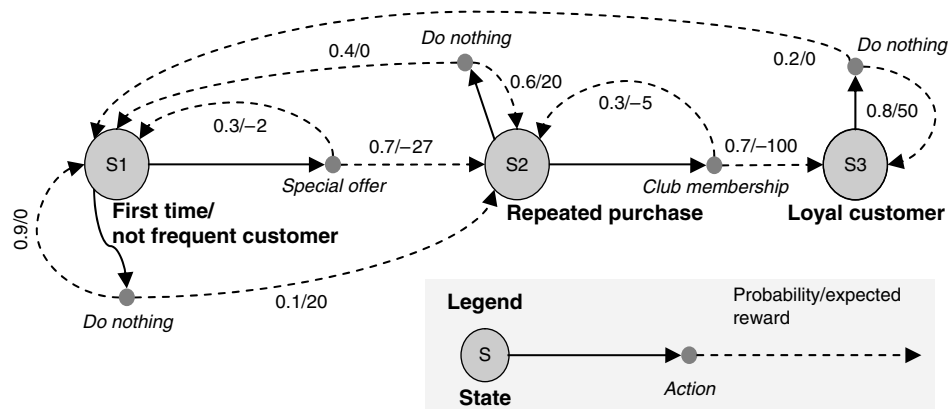 Do nothing
Do nothing
0.4/0
0.2/0
0.6/20
0.3/−5
0.8/50
0.3/−2
0.7/−27
0.7/−100
S1
S2
S3
Special offer
Club membership
First time/
not frequent customer
Repeated purchase
Loyal customer
0.9/0
0.1/20
Do nothing
Legend
Probability/expected
reward
S
Action
State